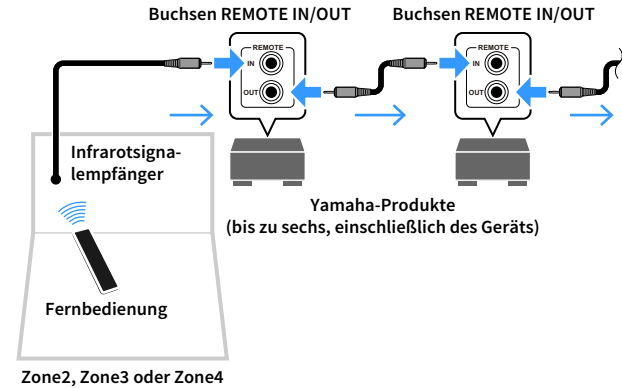 Buchsen REMOTE IN/OUT
Buchsen REMOTE IN/OUT
REMOTE
IN
OUT
REMOTE
IN
OUT
Infrarotsigna-
lempfänger
Yamaha-Produkte
(bis zu sechs, einschließlich des Geräts)
Fernbedienung
Zone2, Zone3 oder Zone4